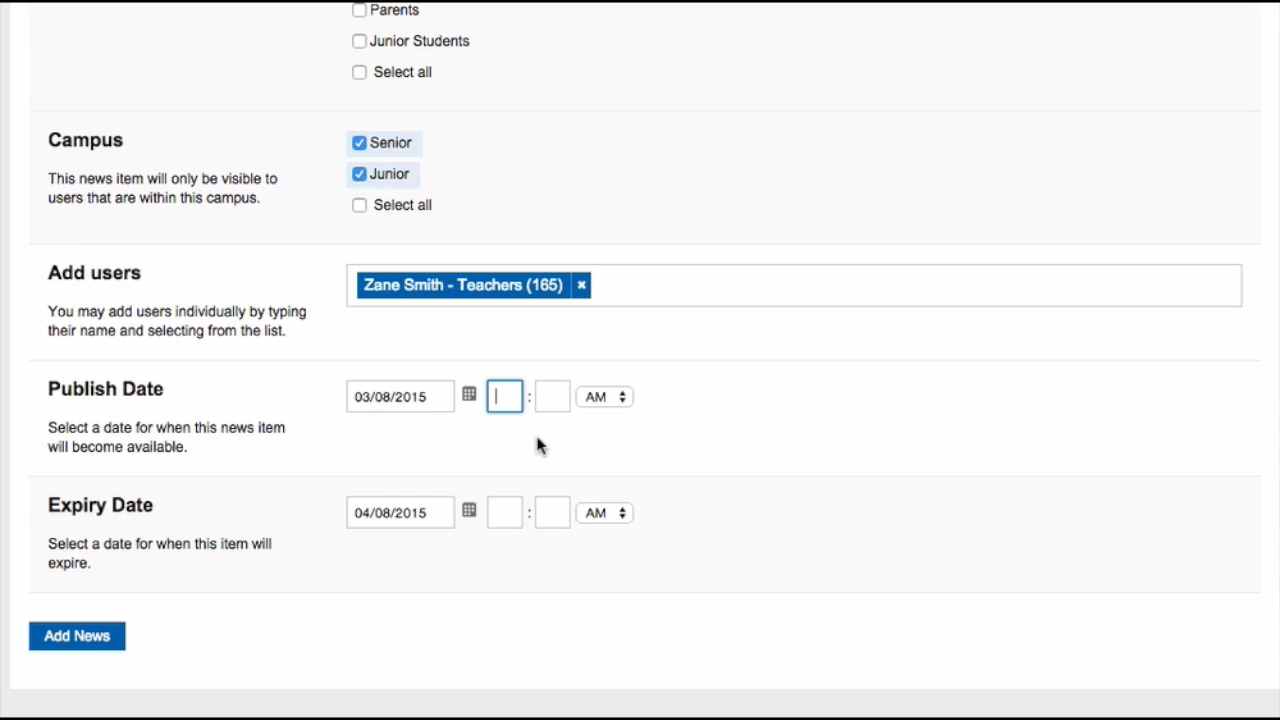 Parents
Junior Students
Select all
Campus
This news item will only be visible to
users that are within this campus.
Senior
Junior
Select all
Add users
You may add users individually by typing
their name and selecting from the list.
Zane Smith - Teachers (165) ×
Publish Date
Select a date for when this news item
will become available.
03/08/2015 : AM
Expiry Date
Select a date for when this item will
expire.
04/08/2015 : AM
Add News